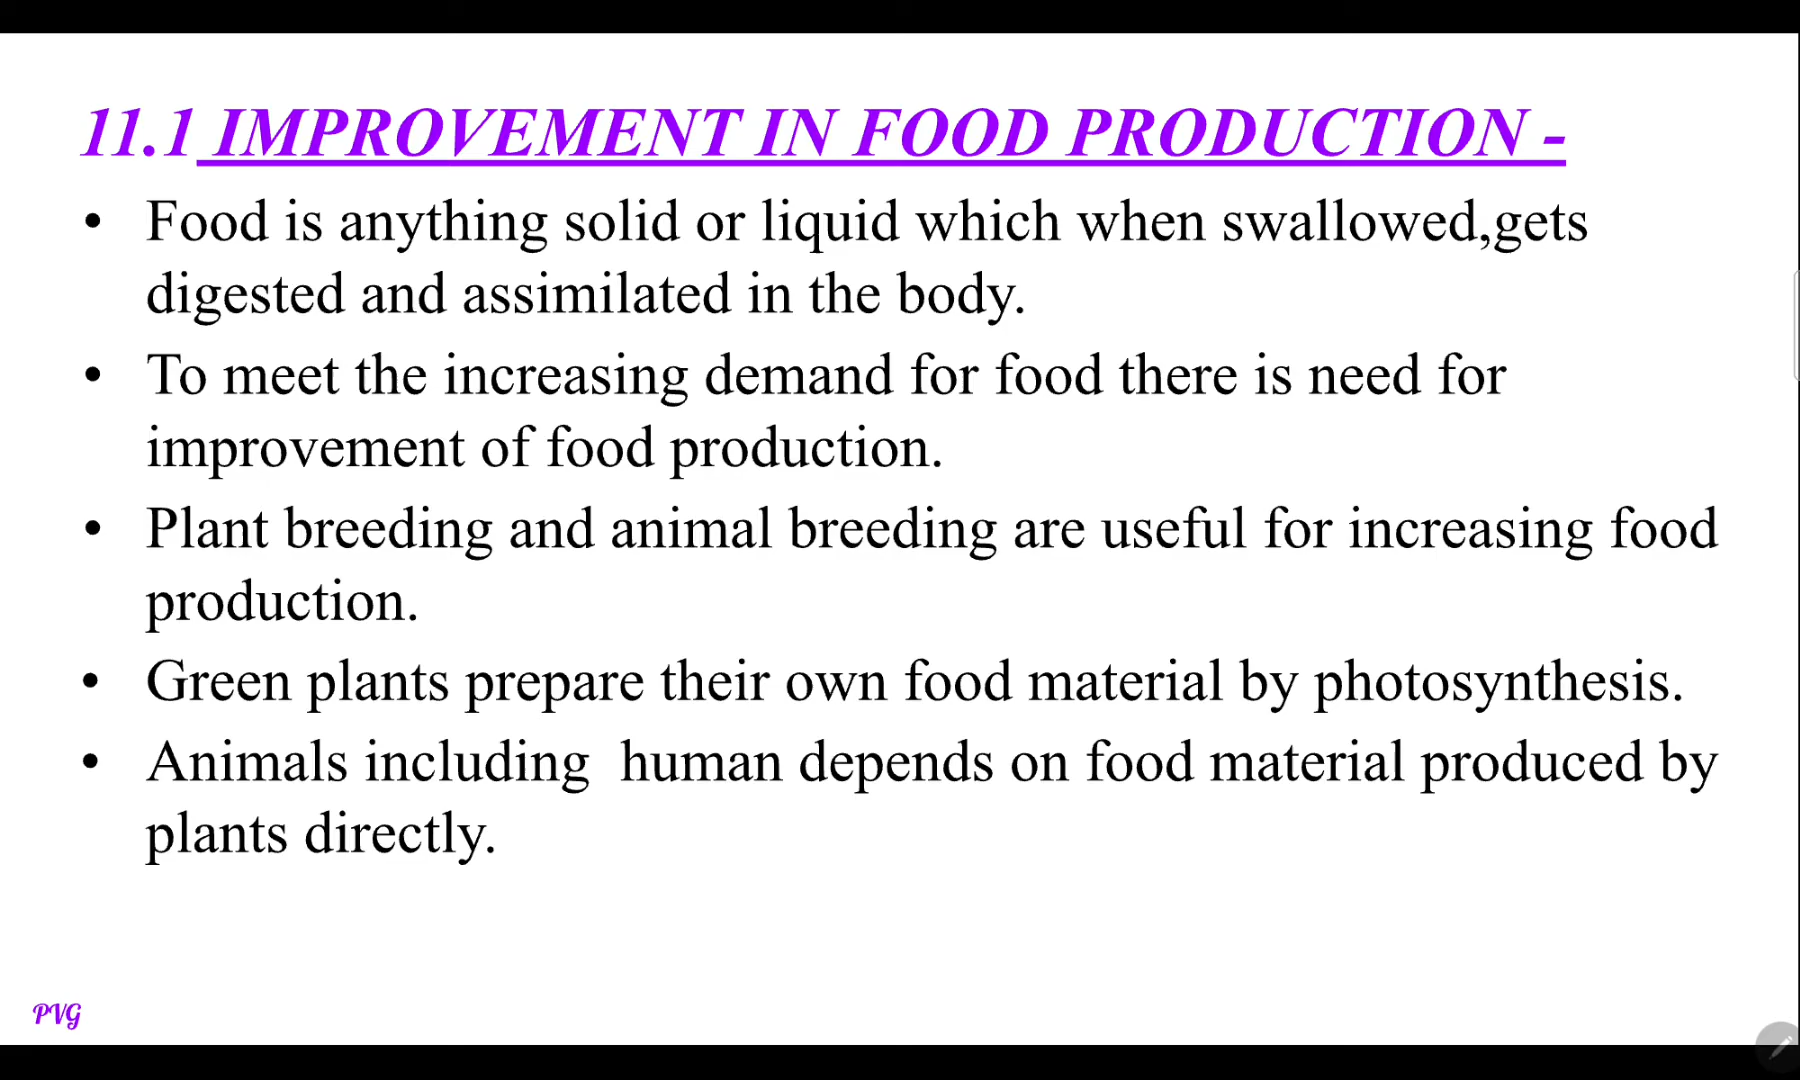 11.1 IMPROVEMENT IN FOOD PRODUCTION -
• Food is anything solid or liquid which when swallowed,gets
digested and assimilated in the body.
• To meet the increasing demand for food there is need for
improvement of food production.
• Plant breeding and animal breeding are useful for increasing food
production.
• Green plants prepare their own food material by photosynthesis.
• Animals including  human depends on food material produced by
plants directly.
PVG